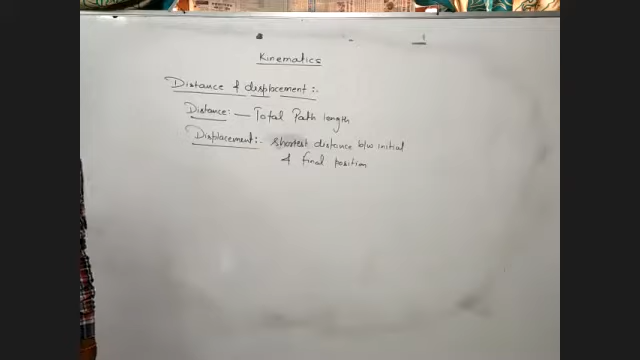 Kinematics
Distance & displacement:-
Distance:- Total Path length
Displacement:- shortest distance b/w initial
& final position